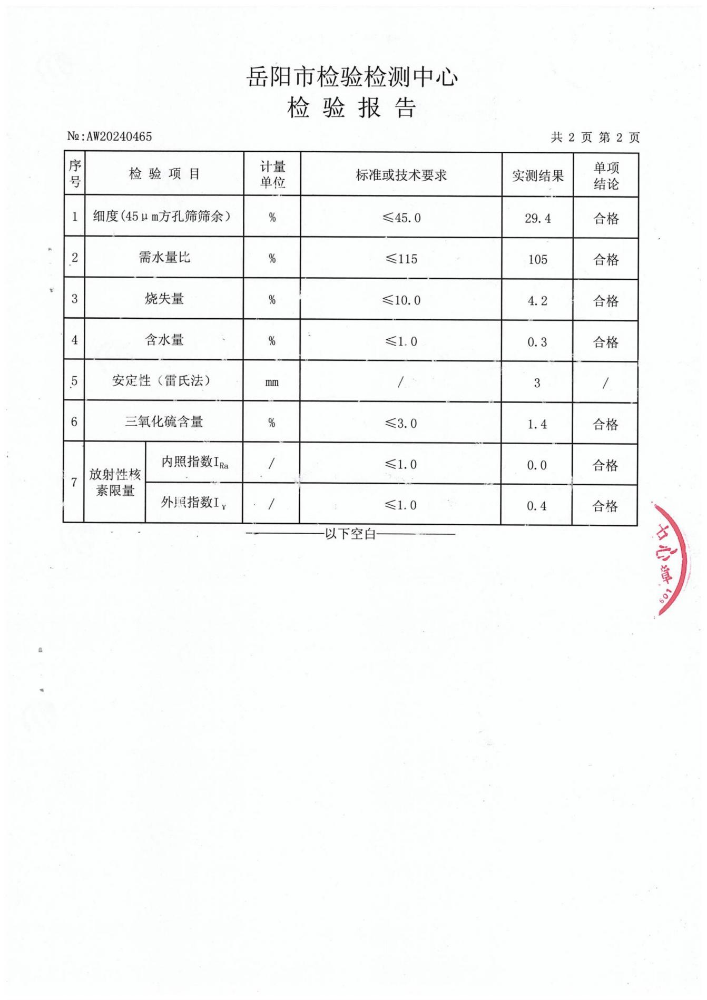 岳阳市检验检测中心
检 验 报 告
№:AW20240465 共 2 页 第 2 页
序号 检 验 项 目 计量单位 标准或技术要求 实测结果 单项结论
1 细度(45μm方孔筛筛余) % ≤45.0 29.4 合格
2 需水量比 % ≤115 105 合格
3 烧失量 % ≤10.0 4.2 合格
4 含水量 % ≤1.0 0.3 合格
5 安定性（雷氏法） mm / 3 /
6 三氧化硫含量 % ≤3.0 1.4 合格
7 放射性核素限量 内照指数IRa / ≤1.0 0.0 合格
外照指数Iγ / ≤1.0 0.4 合格
以下空白
章
601